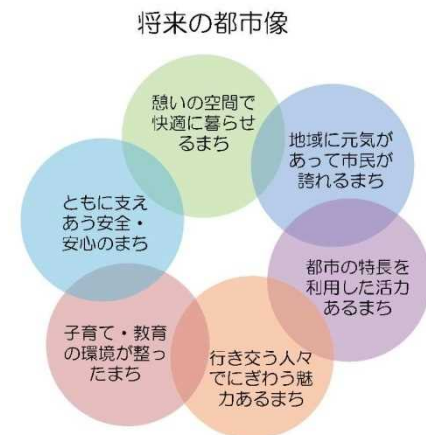 将来の都市像
憩いの空間で
快適に暮らせ
るまち
地域に元気が
あって市民が
誇れるまち
都市の特長を
利用した活力
あるまち
行き交う人々
でにぎわう魅
力あるまち
子育て・教育
の環境が整っ
たまち
ともに支え
あう安全・
安心のまち